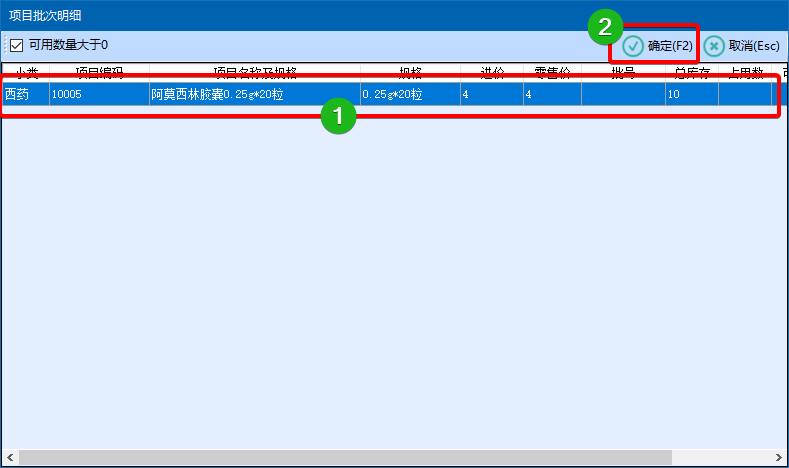 项目批次明细
可用数量大于0 2 确定(F2) 取消(Esc)
小类 项目编码 项目名称及规格 规格 进价 零售价 批号 总库存 占用数
西药 10005 阿莫西林胶囊0.25g*20粒 0.25g*20粒 4 4 10
1